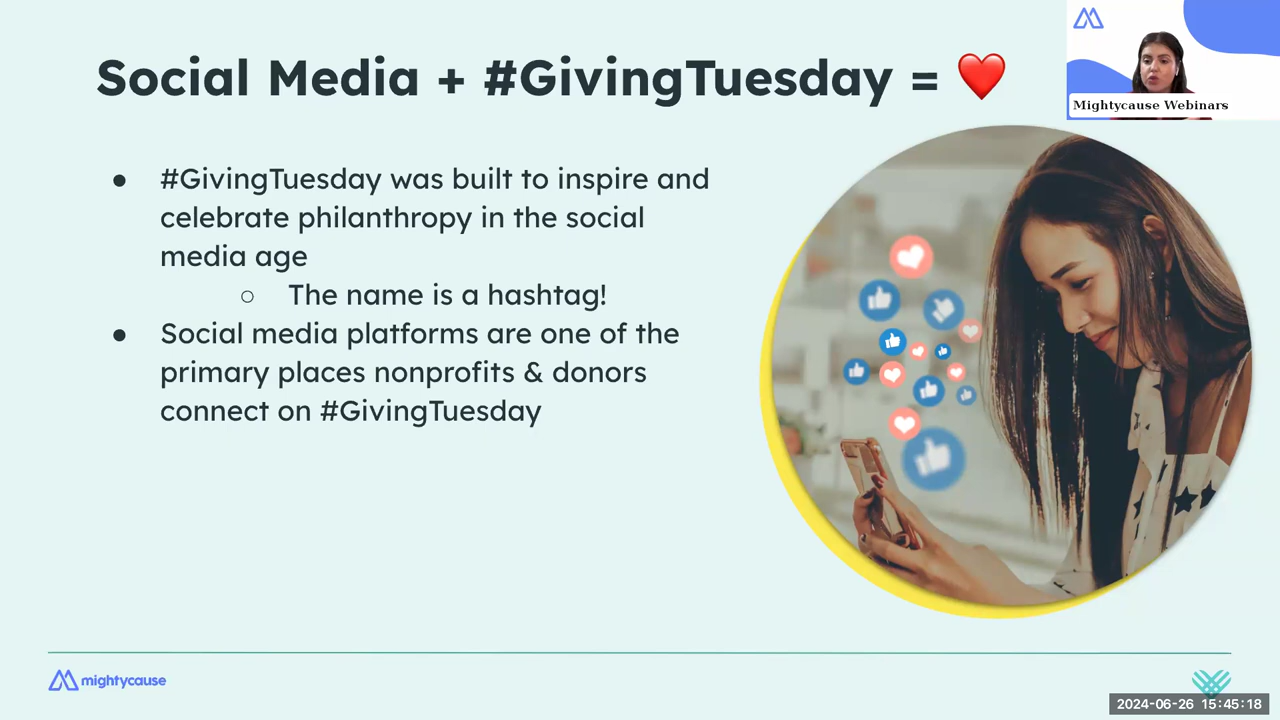 Social Media + #GivingTuesday = ❤️
Mightycause Webinars
● #GivingTuesday was built to inspire and
celebrate philanthropy in the social
media age
○ The name is a hashtag!
● Social media platforms are one of the
primary places nonprofits & donors
connect on #GivingTuesday
mightycause
2024-06-26 15:45:18